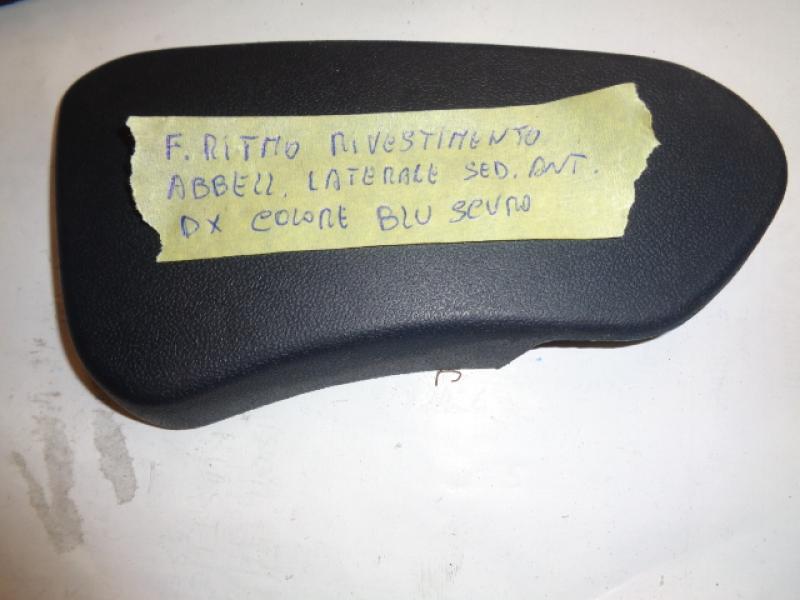 F. RITMO RIVESTIMENTO
ABBELL. LATERALE SED. ANT.
DX COLORE BLU SCURO